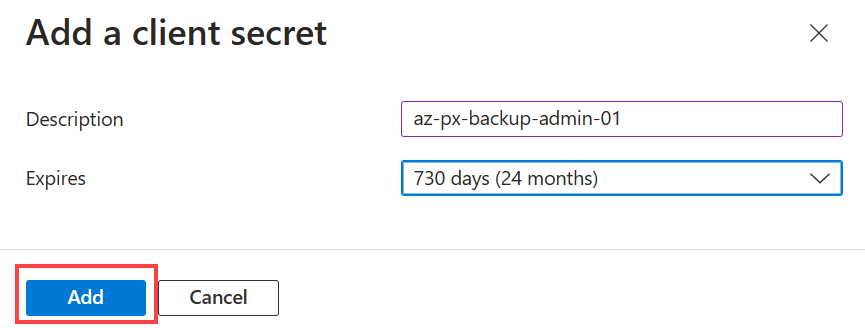 Add a client secret
Description
az-px-backup-admin-01
Expires
730 days (24 months)
Add
Cancel